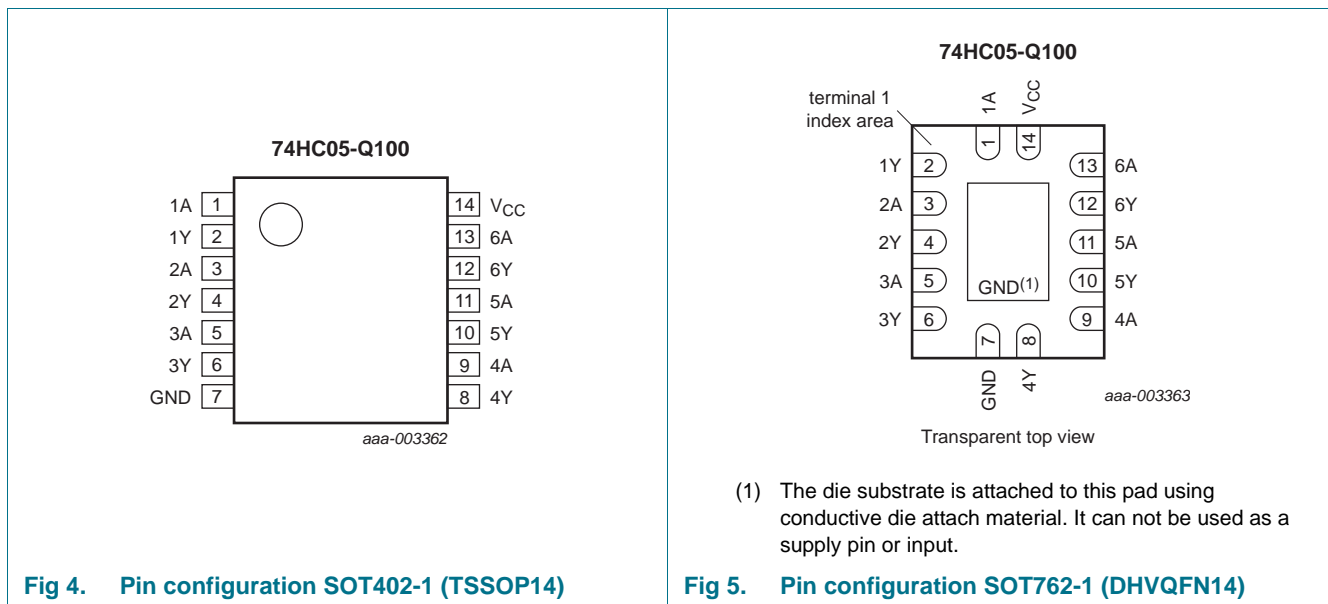 74HC05-Q100
1A 1
1Y 2
2A 3
2Y 4
3A 5
3Y 6
GND 7
14 VCC
13 6A
12 6Y
11 5A
10 5Y
9 4A
8 4Y
aaa-003362
Fig 4. Pin configuration SOT402-1 (TSSOP14)
74HC05-Q100
terminal 1
index area
1A
VCC
1
14
1Y 2
2A 3
2Y 4
3A 5
3Y 6
13 6A
12 6Y
11 5A
10 5Y
9 4A
GND(1)
7
8
GND
4Y
aaa-003363
Transparent top view
(1) The die substrate is attached to this pad using
conductive die attach material. It can not be used as a
supply pin or input.
Fig 5. Pin configuration SOT762-1 (DHVQFN14)